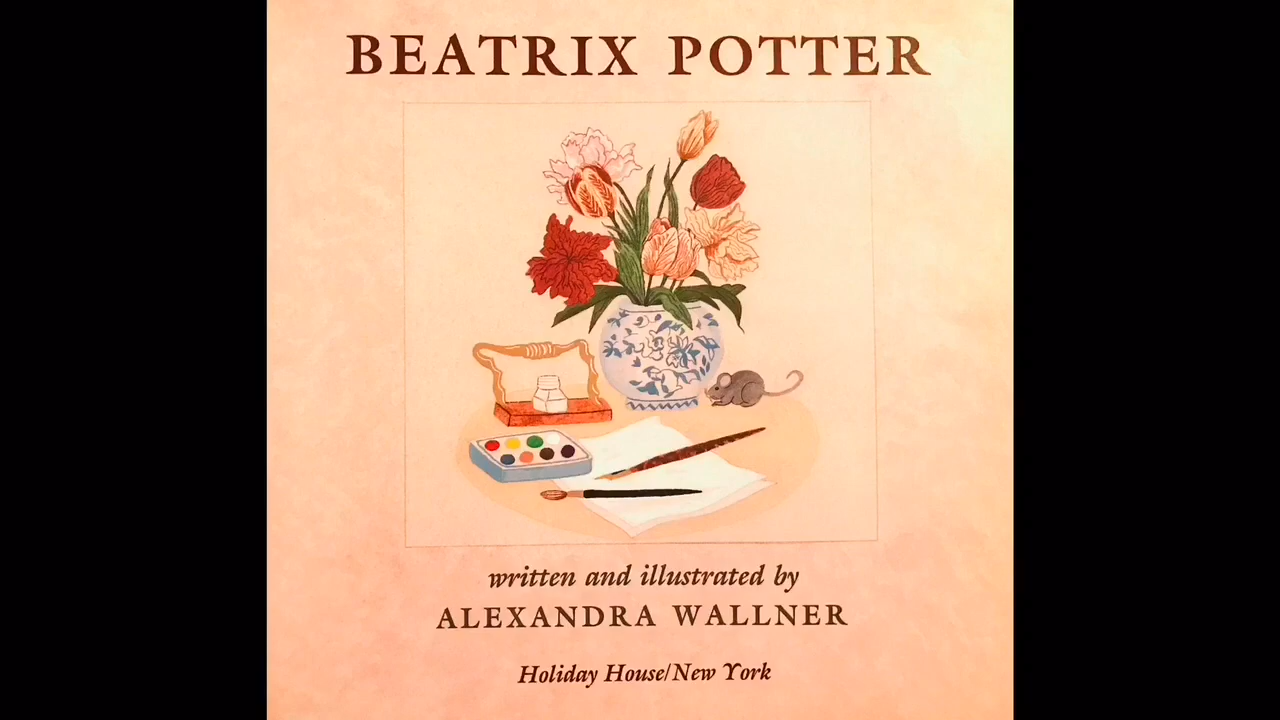 BEATRIX POTTER
written and illustrated by
ALEXANDRA WALLNER
Holiday House/New York